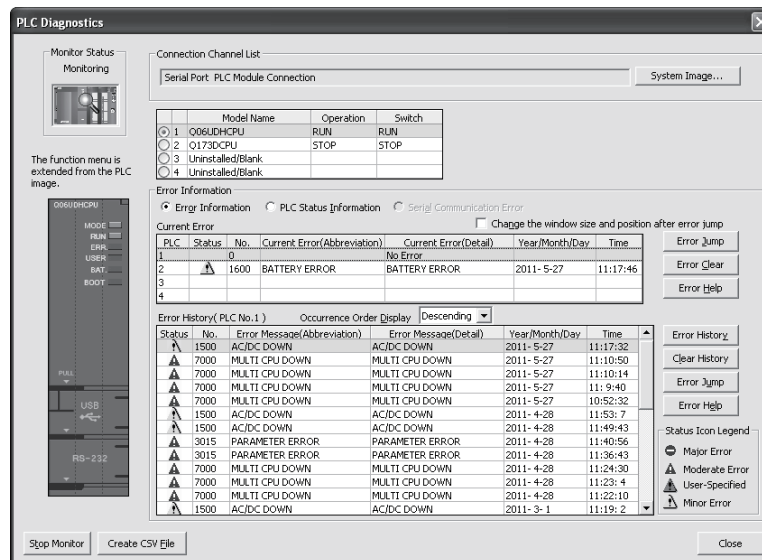 PLC Diagnostics
Monitor Status
Monitoring
Connection Channel List
Serial Port PLC Module Connection
System Image...
The function menu is
extended from the PLC
image.
Model Name Operation Switch
1 Q06UDHCPU RUN RUN
2 Q173DCPU STOP STOP
3 Uninstalled/Blank
4 Uninstalled/Blank
Q06UDHCPU
MODE
RUN
ERR.
USER
BAT.
BOOT
PULL
USB
RS-232
Error Information
Error Information PLC Status Information Serial Communication Error
Current Error
Change the window size and position after error jump
PLC Status No. Current Error(Abbreviation) Current Error(Detail) Year/Month/Day Time
1 0 No Error
2 1600 BATTERY ERROR BATTERY ERROR 2011- 5-27 11:17:46
3
4
Error Jump
Error Clear
Error Help
Error History( PLC No.1 ) Occurrence Order Display Descending
Status No. Error Message(Abbreviation) Error Message(Detail) Year/Month/Day Time
1500 AC/DC DOWN AC/DC DOWN 2011- 5-27 11:17:32
7000 MULTI CPU DOWN MULTI CPU DOWN 2011- 5-27 11:10:50
7000 MULTI CPU DOWN MULTI CPU DOWN 2011- 5-27 11:10:14
7000 MULTI CPU DOWN MULTI CPU DOWN 2011- 5-27 11: 9:40
7000 MULTI CPU DOWN MULTI CPU DOWN 2011- 5-27 10:52:32
1500 AC/DC DOWN AC/DC DOWN 2011- 4-28 11:53: 7
1500 AC/DC DOWN AC/DC DOWN 2011- 4-28 11:49:43
3015 PARAMETER ERROR PARAMETER ERROR 2011- 4-28 11:40:56
3015 PARAMETER ERROR PARAMETER ERROR 2011- 4-28 11:36:43
7000 MULTI CPU DOWN MULTI CPU DOWN 2011- 4-28 11:24:30
7000 MULTI CPU DOWN MULTI CPU DOWN 2011- 4-28 11:23: 4
7000 MULTI CPU DOWN MULTI CPU DOWN 2011- 4-28 11:22:10
1500 AC/DC DOWN AC/DC DOWN 2011- 3- 1 11:19: 2
Error History
Clear History
Error Jump
Error Help
Status Icon Legend
Major Error
Moderate Error
User-Specified
Minor Error
Stop Monitor
Create CSV File
Close